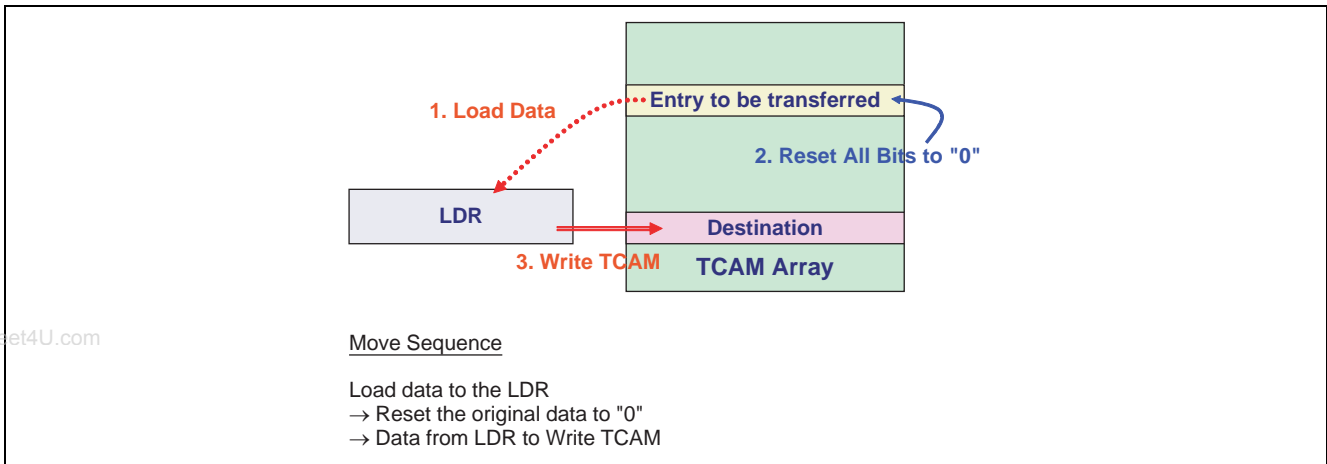 Entry to be transferred
1. Load Data
2. Reset All Bits to "0"
LDR
Destination
3. Write TCAM
TCAM Array
et4U.com
Move Sequence
Load data to the LDR
→ Reset the original data to "0"
→ Data from LDR to Write TCAM